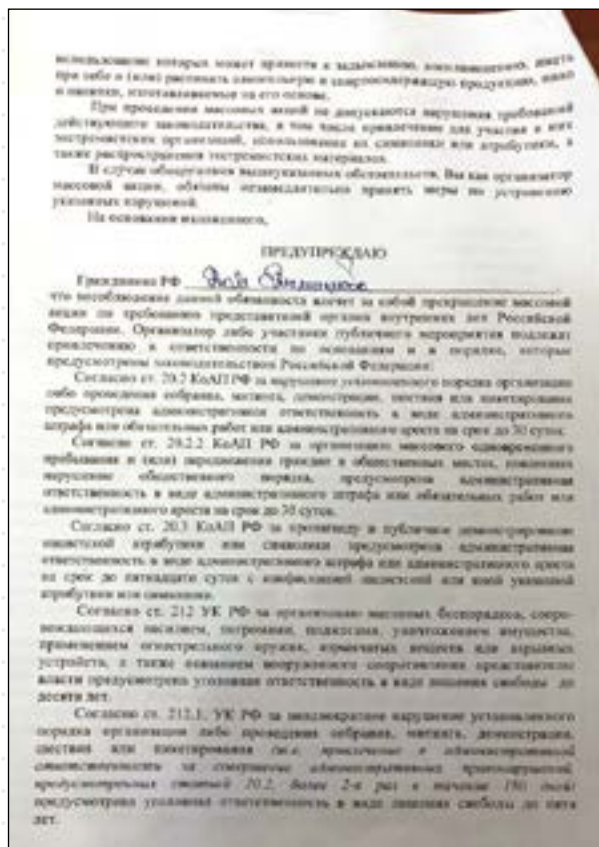 использование которых может привести к задымлению, воспламенению, иметь
при себе и (или) распивать алкогольную и спиртосодержащую продукцию, пиво
и напитки, изготавливаемые на его основе.
При проведении массовых акций не допускаются нарушения требований
действующего законодательства, в том числе привлечение для участия в них
экстремистских организаций, использование их символики или атрибутики, а
также распространения экстремистских материалов.
В случае обнаружения вышеуказанных обстоятельств, Вы как организатор
массовой акции, обязаны незамедлительно принять меры по устранению
указанных нарушений.
На основании изложенного,
ПРЕДУПРЕЖДАЮ
Гражданина РФ
что несоблюдение данной обязанности влечет за собой прекращение массовой
акции по требованию представителей органов внутренних дел Российской
Федерации. Организатор либо участники публичного мероприятия подлежат
привлечению к ответственности по основаниям и в порядке, которые
предусмотрены законодательством Российской Федерации:
Согласно ст. 20.2 КоАП РФ за нарушение установленного порядка организации
либо проведения собрания, митинга, демонстрации, шествия или пикетирования
предусмотрена административная ответственность в виде административного
штрафа или обязательных работ или административного ареста на срок до 30 суток.
Согласно ст. 20.2.2 КоАП РФ за организацию массового одновременного
пребывания и (или) передвижения граждан в общественных местах, повлекших
нарушение общественного порядка, предусмотрена административная
ответственность в виде административного штрафа или обязательных работ или
административного ареста на срок до 30 суток.
Согласно ст. 20.3 КоАП РФ за пропаганду и публичное демонстрирование
нацистской атрибутики или символики предусмотрена административная
ответственность в виде административного штрафа или административного ареста
на срок до пятнадцати суток с конфискацией нацистской или иной указанной
атрибутики или символики.
Согласно ст. 212 УК РФ за организацию массовых беспорядков, сопро-
вождающихся насилием, погромами, поджогами, уничтожением имущества,
применением огнестрельного оружия, взрывчатых веществ или взрывных
устройств, а также оказанием вооруженного сопротивления представителю
власти предусмотрена уголовная ответственность в виде лишения свободы до
десяти лет.
Согласно ст. 212.1. УК РФ за неоднократное нарушение установленного
порядка организации либо проведения собрания, митинга, демонстрации,
шествия или пикетирования (т.е. привлечение к административной
ответственности за совершение административных правонарушений,
предусмотренных статьей 20.2, более 2-х раз в течение 180 дней)
предусмотрена уголовная ответственность в виде лишения свободы до пяти
лет.